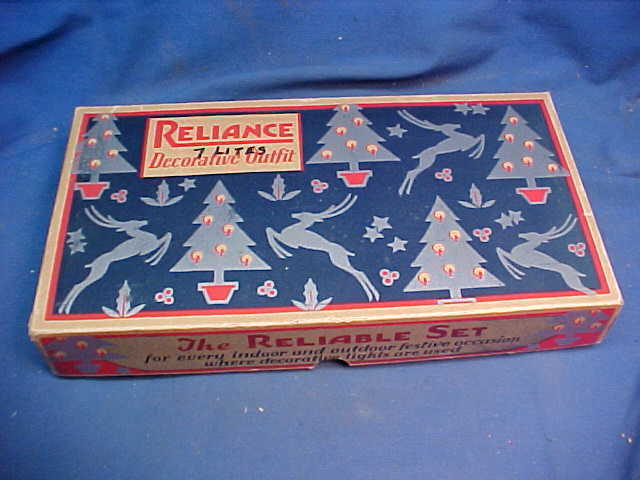 RELIANCE
7 LITES
Decorative Outfit
The RELIABLE SET
for every indoor and outdoor festive occasion
where decorative lights are used